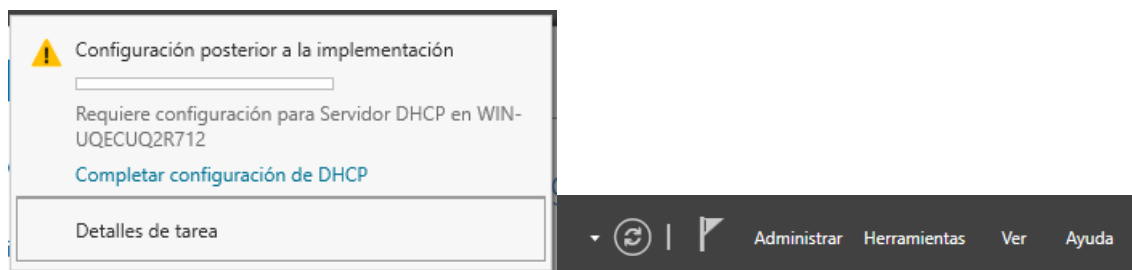 Configuración posterior a la implementación
Requiere configuración para Servidor DHCP en WIN-
UQECUQ2R712
Completar configuración de DHCP
Detalles de tarea
Administrar Herramientas Ver Ayuda